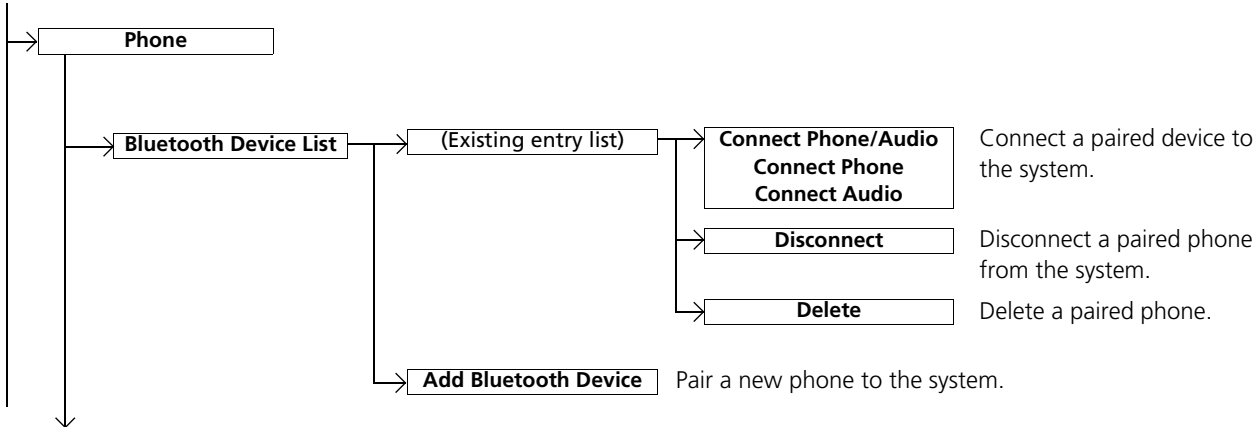 Phone
Bluetooth Device List
(Existing entry list)
Connect Phone/Audio
Connect Phone
Connect Audio
Connect a paired device to
the system.
Disconnect
Disconnect a paired phone
from the system.
Delete
Delete a paired phone.
Add Bluetooth Device
Pair a new phone to the system.